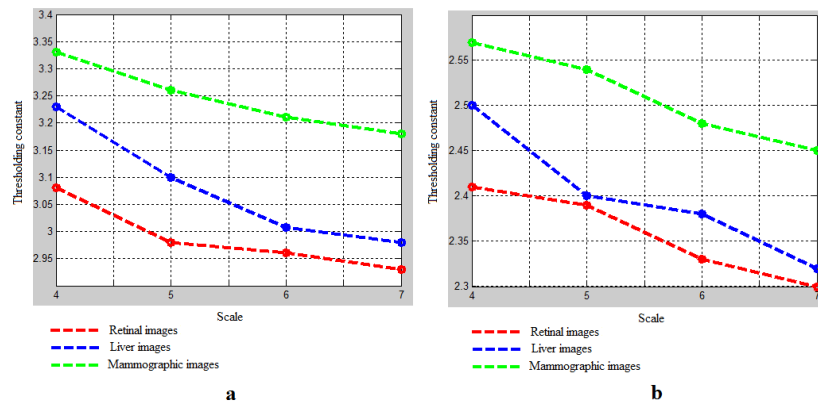 3.4
3.35
3.3
3.25
3.2
3.15
3.1
3.05
3
2.95
Thresholding constant
4 5 6 7
Scale
Retinal images
Liver images
Mammographic images
a
2.55
2.5
2.45
2.4
2.35
2.3
Thresholding constant
4 5 6 7
Scale
Retinal images
Liver images
Mammographic images
b